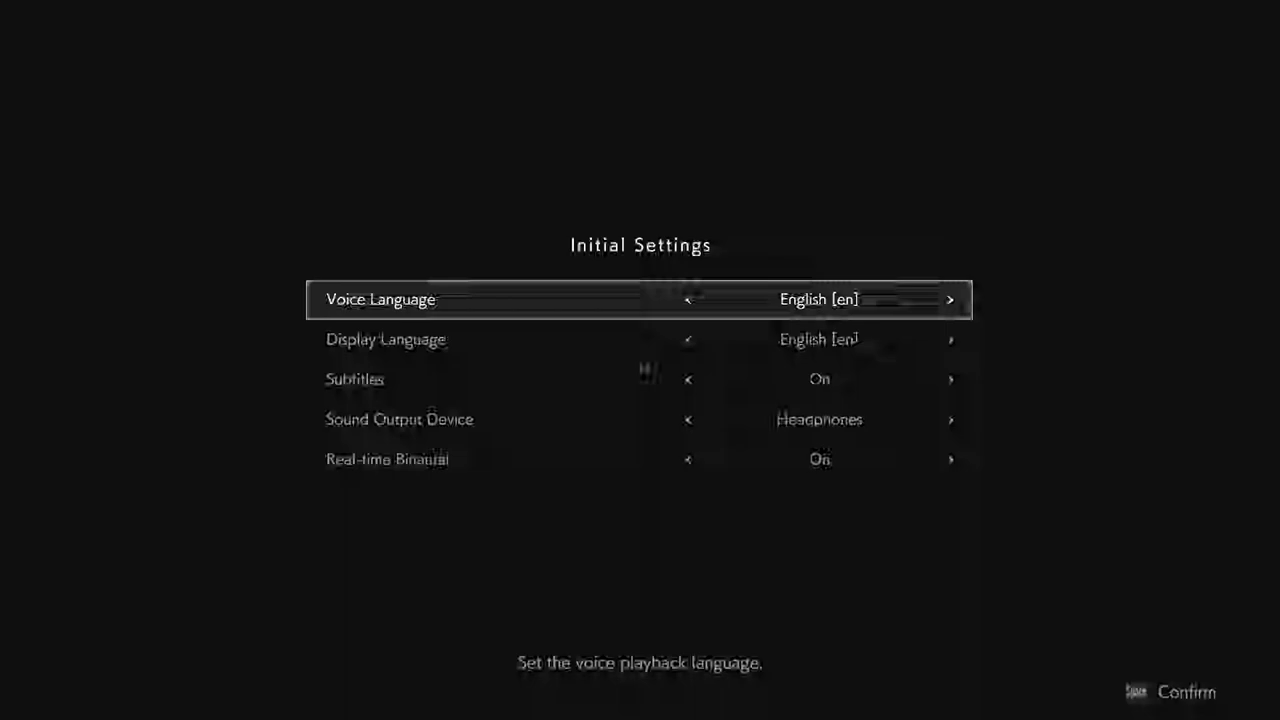 Initial Settings
Voice Language < English [en] >
Display Language < English [en] >
Subtitles < On >
Sound Output Device < Headphones >
Real-time Binaural < On >
Set the voice playback language.
Space Confirm